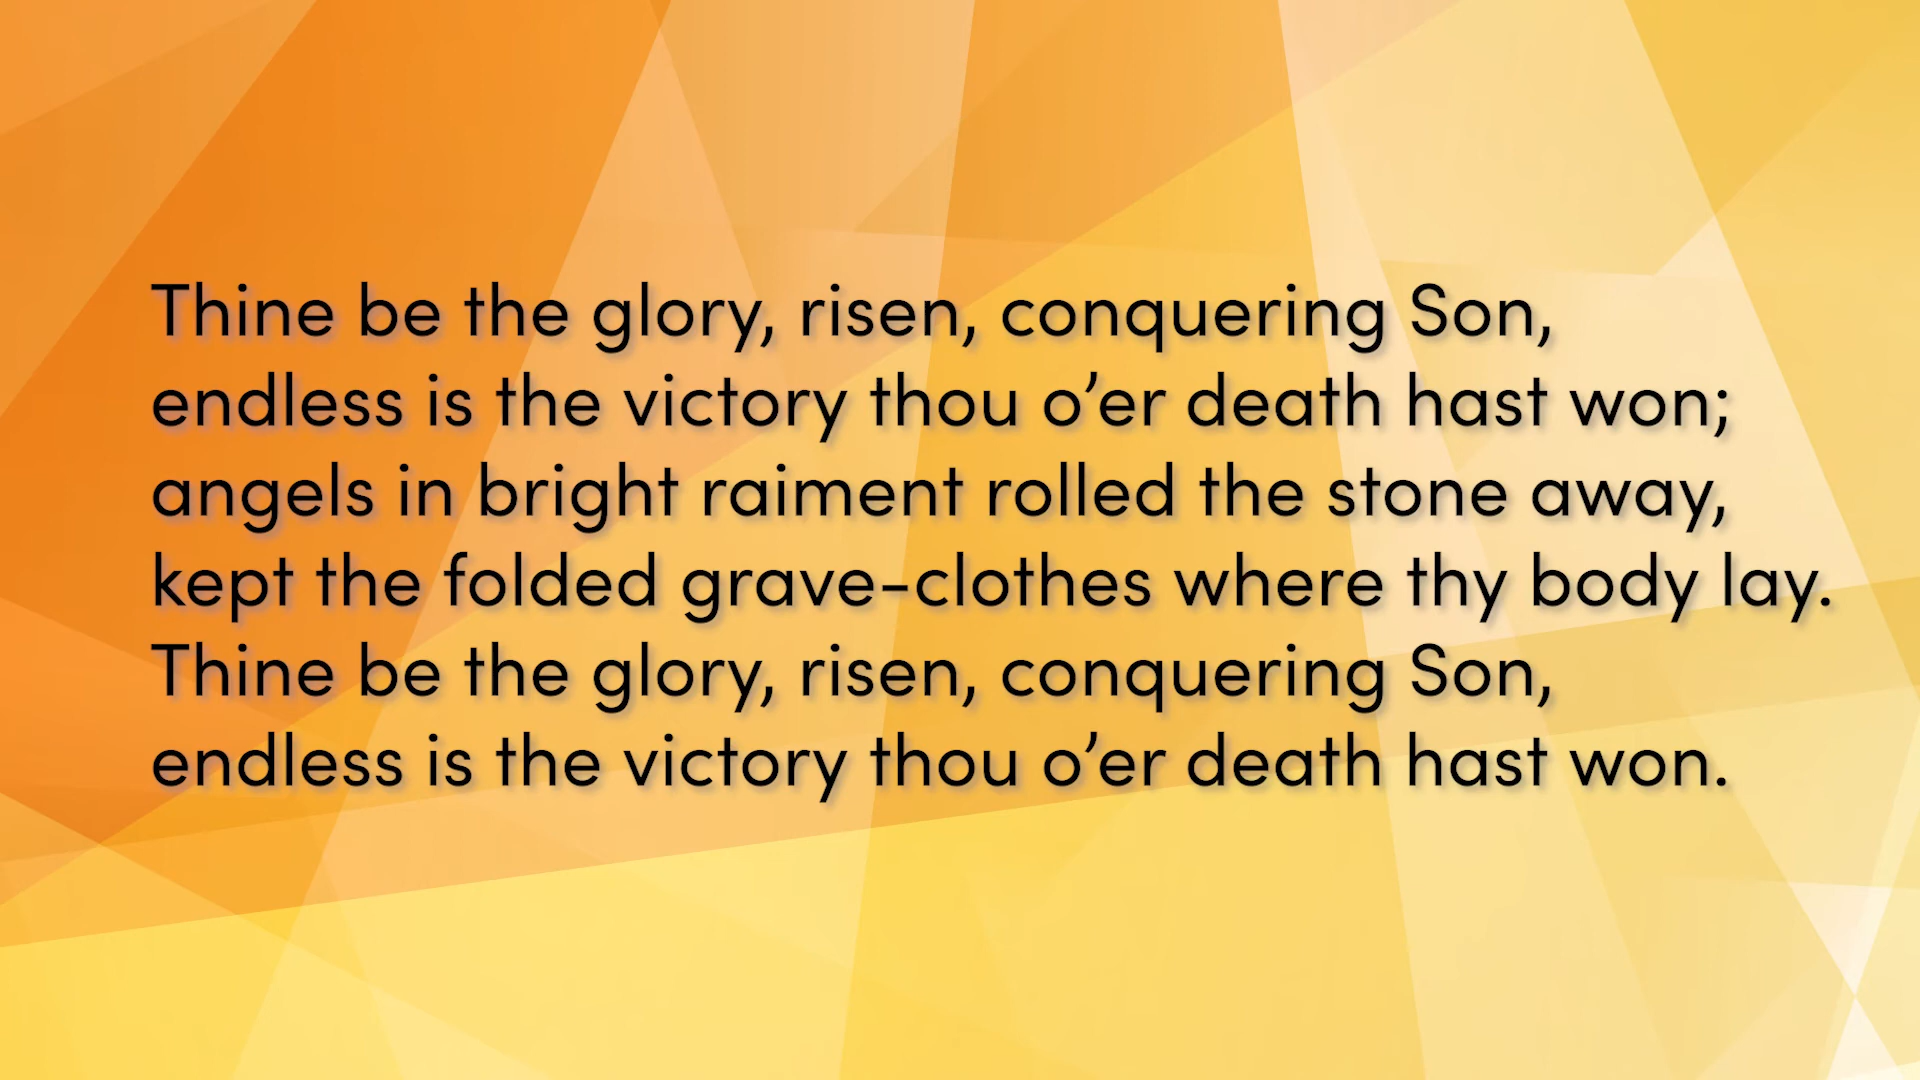 Thine be the glory, risen, conquering Son,
endless is the victory thou o’er death hast won;
angels in bright raiment rolled the stone away,
kept the folded grave-clothes where thy body lay.
Thine be the glory, risen, conquering Son,
endless is the victory thou o’er death hast won.